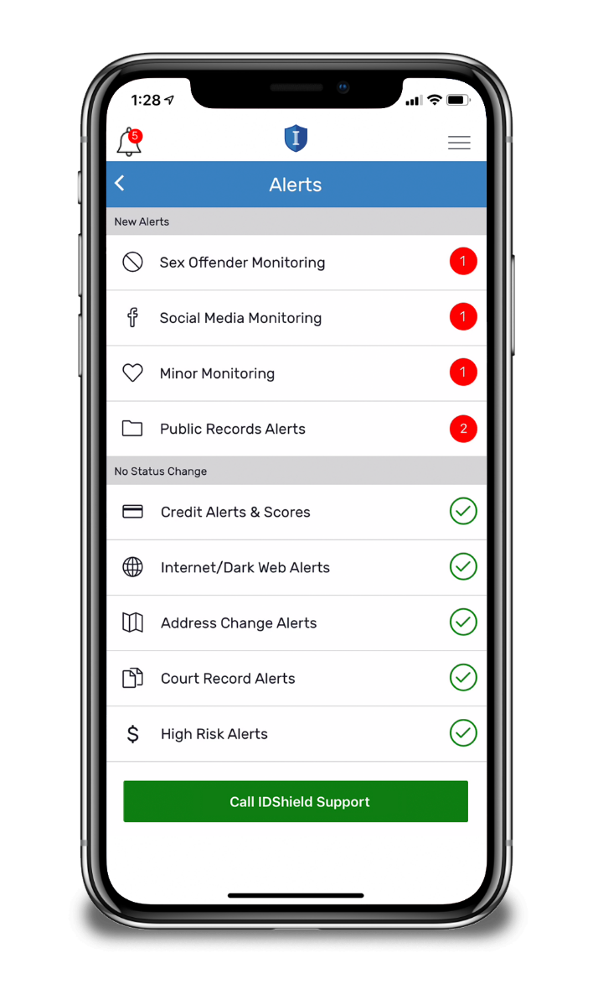 1:28
5
I
Alerts
New Alerts
Sex Offender Monitoring 1
Social Media Monitoring 1
Minor Monitoring 1
Public Records Alerts 2
No Status Change
Credit Alerts & Scores
Internet/Dark Web Alerts
Address Change Alerts
Court Record Alerts
$ High Risk Alerts
Call IDShield Support